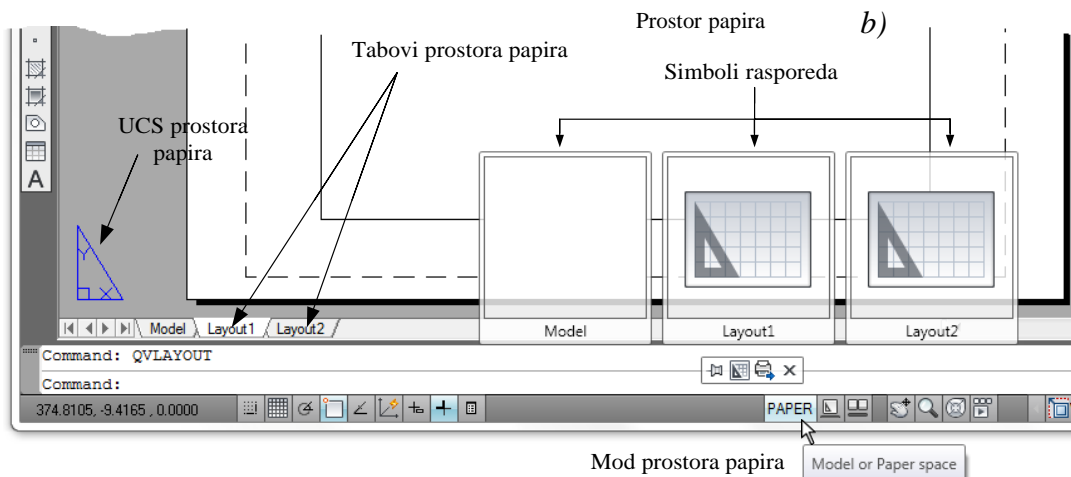 Prostor papira
b)
Tabovi prostora papira
Simboli rasporeda
UCS prostora
papira
A
Y
X
Model
Layout1
Layout2
Model
Layout1
Layout2
Command: QVLAYOUT
Command:
374.8105, -9.4165 , 0.0000
PAPER
Mod prostora papira
Model or Paper space